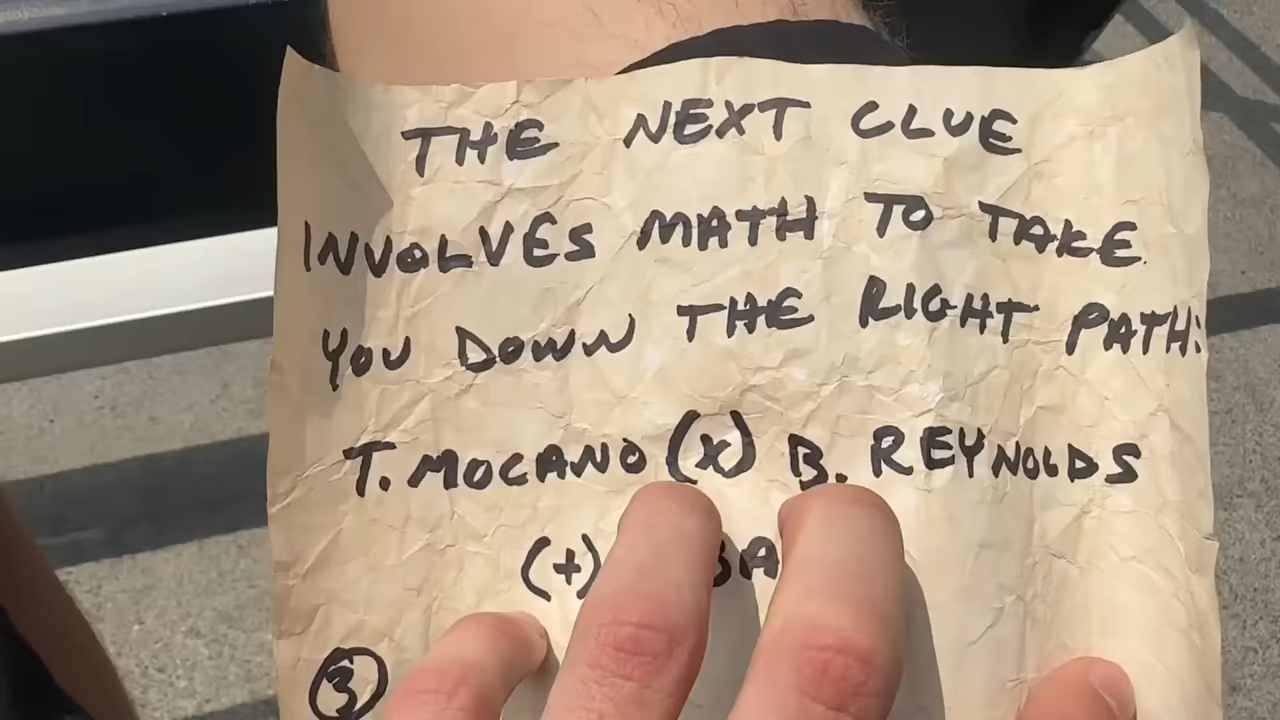 THE NEXT CLUE
INVOLVES MATH TO TAKE
YOU DOWN THE RIGHT PATH:
T. MOCANO (X) B. REYNOLDS
(+)
3